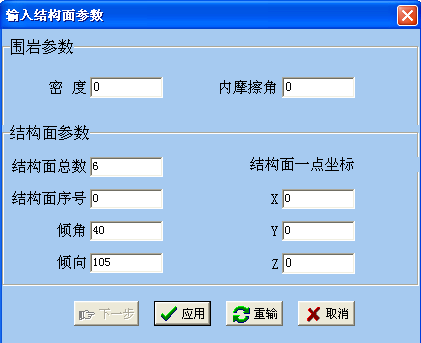 输入结构面参数
围岩参数
密 度 0 内摩擦角 0
结构面参数
结构面总数 6 结构面一点坐标
结构面序号 0 X 0
倾角 40 Y 0
倾向 105 Z 0
下一步 应用 重输 取消